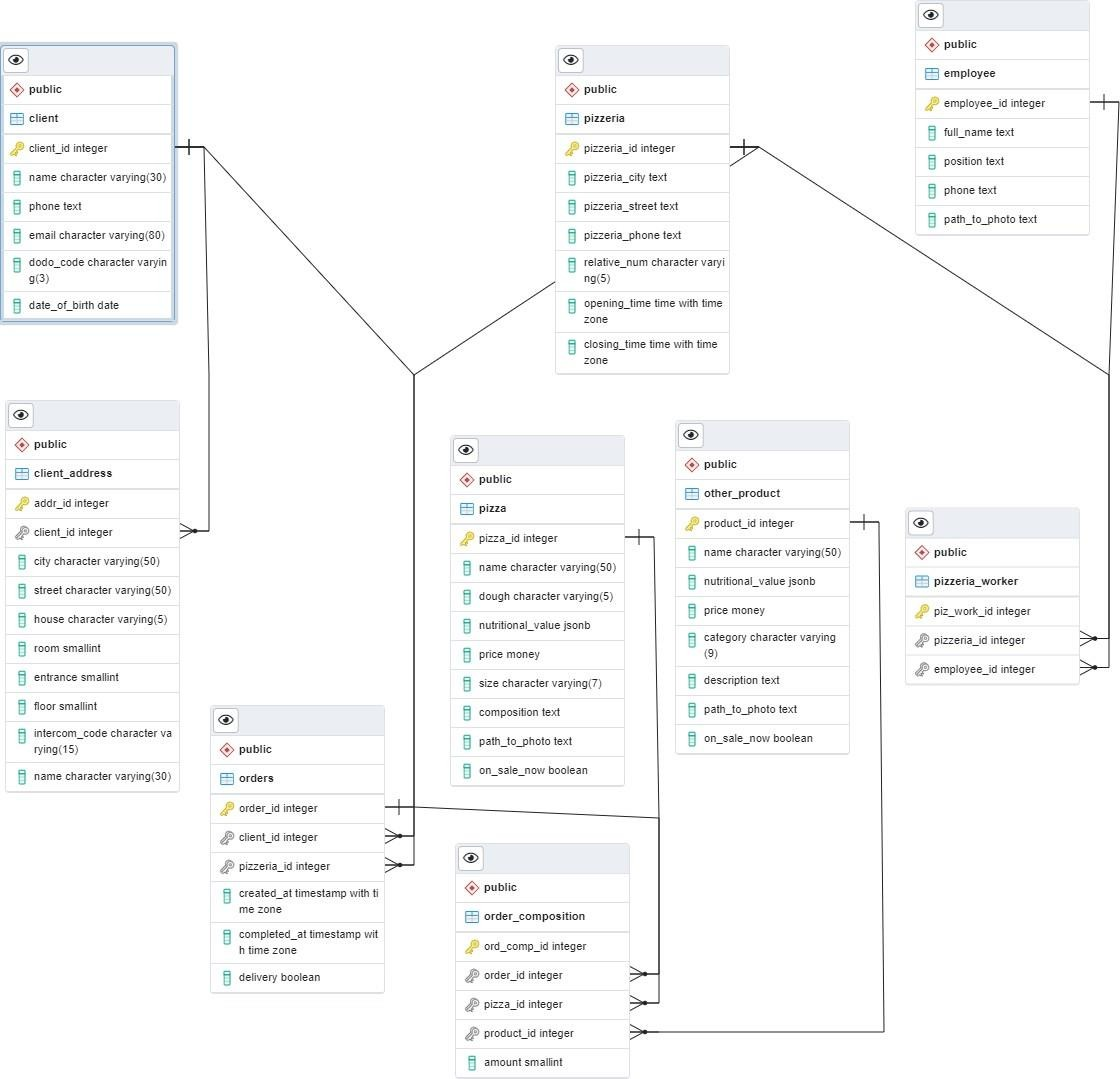 public
client
client_id integer
name character varying(30)
phone text
email character varying(80)
dodo_code character varyin
g(3)
date_of_birth date
public
pizzeria
pizzeria_id integer
pizzeria_city text
pizzeria_street text
pizzeria_phone text
relative_num character varyi
ng(5)
opening_time time with time
zone
closing_time time with time
zone
public
employee
employee_id integer
full_name text
position text
phone text
path_to_photo text
public
client_address
addr_id integer
client_id integer
city character varying(50)
street character varying(50)
house character varying(5)
room smallint
entrance smallint
floor smallint
intercom_code character va
rying(15)
name character varying(30)
public
pizza
pizza_id integer
name character varying(50)
dough character varying(5)
nutritional_value jsonb
price money
size character varying(7)
composition text
path_to_photo text
on_sale_now boolean
public
other_product
product_id integer
name character varying(50)
nutritional_value jsonb
price money
category character varying
(9)
description text
path_to_photo text
on_sale_now boolean
public
pizzeria_worker
piz_work_id integer
pizzeria_id integer
employee_id integer
public
orders
order_id integer
client_id integer
pizzeria_id integer
created_at timestamp with ti
me zone
completed_at timestamp wit
h time zone
delivery boolean
public
order_composition
ord_comp_id integer
order_id integer
pizza_id integer
product_id integer
amount smallint